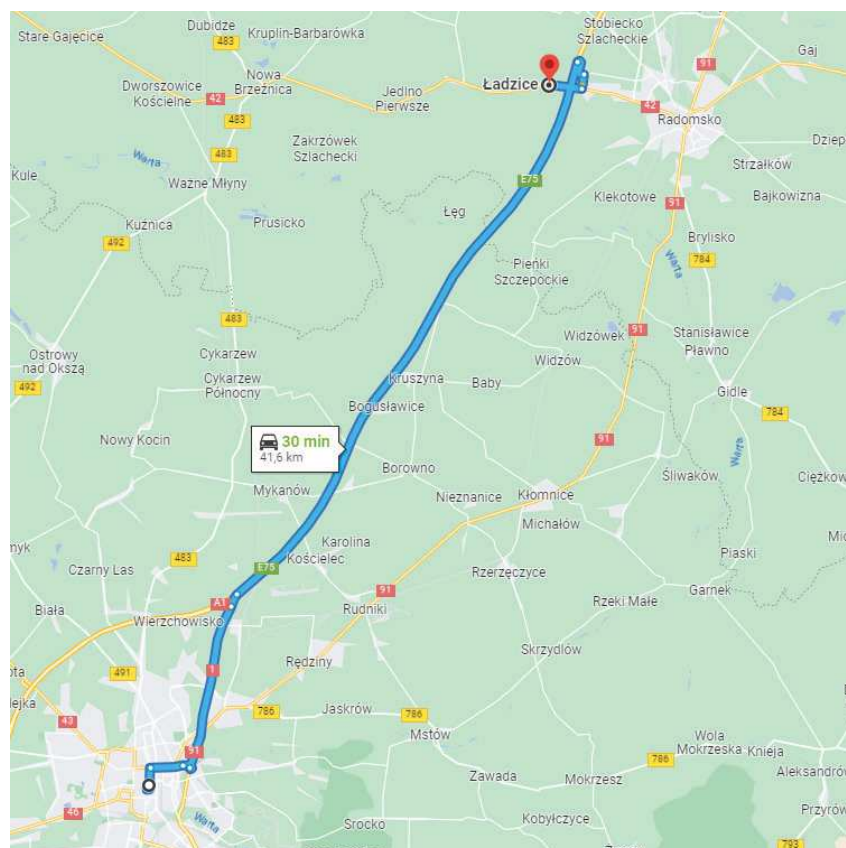 Stobiecko
Szlacheckie
Dubidze
Kruplin-Barbarówka
Stare Gajęcice
483
91
Gaj
Nowa
Brzeźnica
Ładzice
Dworszowice
Kościelne
42
Jedlno
Pierwsze
42
483
Radomsko
Zakrzówek
Szlachecki
Dziep
Warta
483
Strzałków
Kule
Ważne Młyny
E75
Klekotowe
91
Bajkowizna
Łęg
Kuźnica
Prusicko
492
Brylisko
Pieńki
Szczepockie
Warta
784
483
Widzówek
91
Stanisławice
Ostrowy
nad Okszą
Cykarzew
Pławno
Widzów
Cykarzew
Północny
Kruszyna
Baby
492
Gidle
Bogusławice
784
30 min
41,6 km
Nowy Kocin
91
Warta
Borowno
Śliwaków
Ciężkow
Mykanów
Nieznanice
Kłomnice
Michałów
Karolina
myk
483
Kościelec
Piaski
Czarny Las
E75
Rzerzęczyce
91
Garnek
A1
Rzeki Małe
Biała
Rudniki
Wierzchowisko
Skrzydlów
1
Rędziny
491
786
Jaskrów
786
43
Mstów
Wola
Mokrzeska
Knieja
91
786
Aleksandrów
Zawada
Mokrzesz
46
Przyrów
Warta
Srocko
Kobyłczyce
793